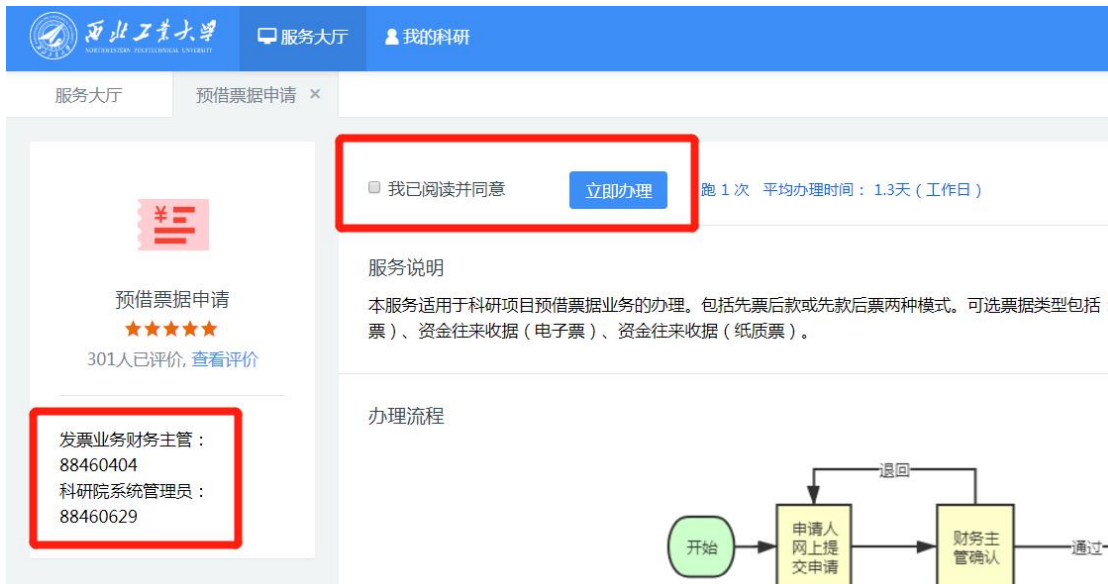 西北工业大学
NORTHWESTERN POLYTECHNICAL UNIVERSITY
服务大厅
我的科研
服务大厅
预借票据申请 ×
我已阅读并同意
立即办理
跑 1 次 平均办理时间： 1.3天（工作日）
¥
预借票据申请
301人已评价, 查看评价
发票业务财务主管：
88460404
科研院系统管理员：
88460629
服务说明
本服务适用于科研项目预借票据业务的办理。包括先票后款或先款后票两种模式。可选票据类型包括
票）、资金往来收据（电子票）、资金往来收据（纸质票）。
办理流程
退回
开始
申请人
网上提
交申请
财务主
管确认
通过